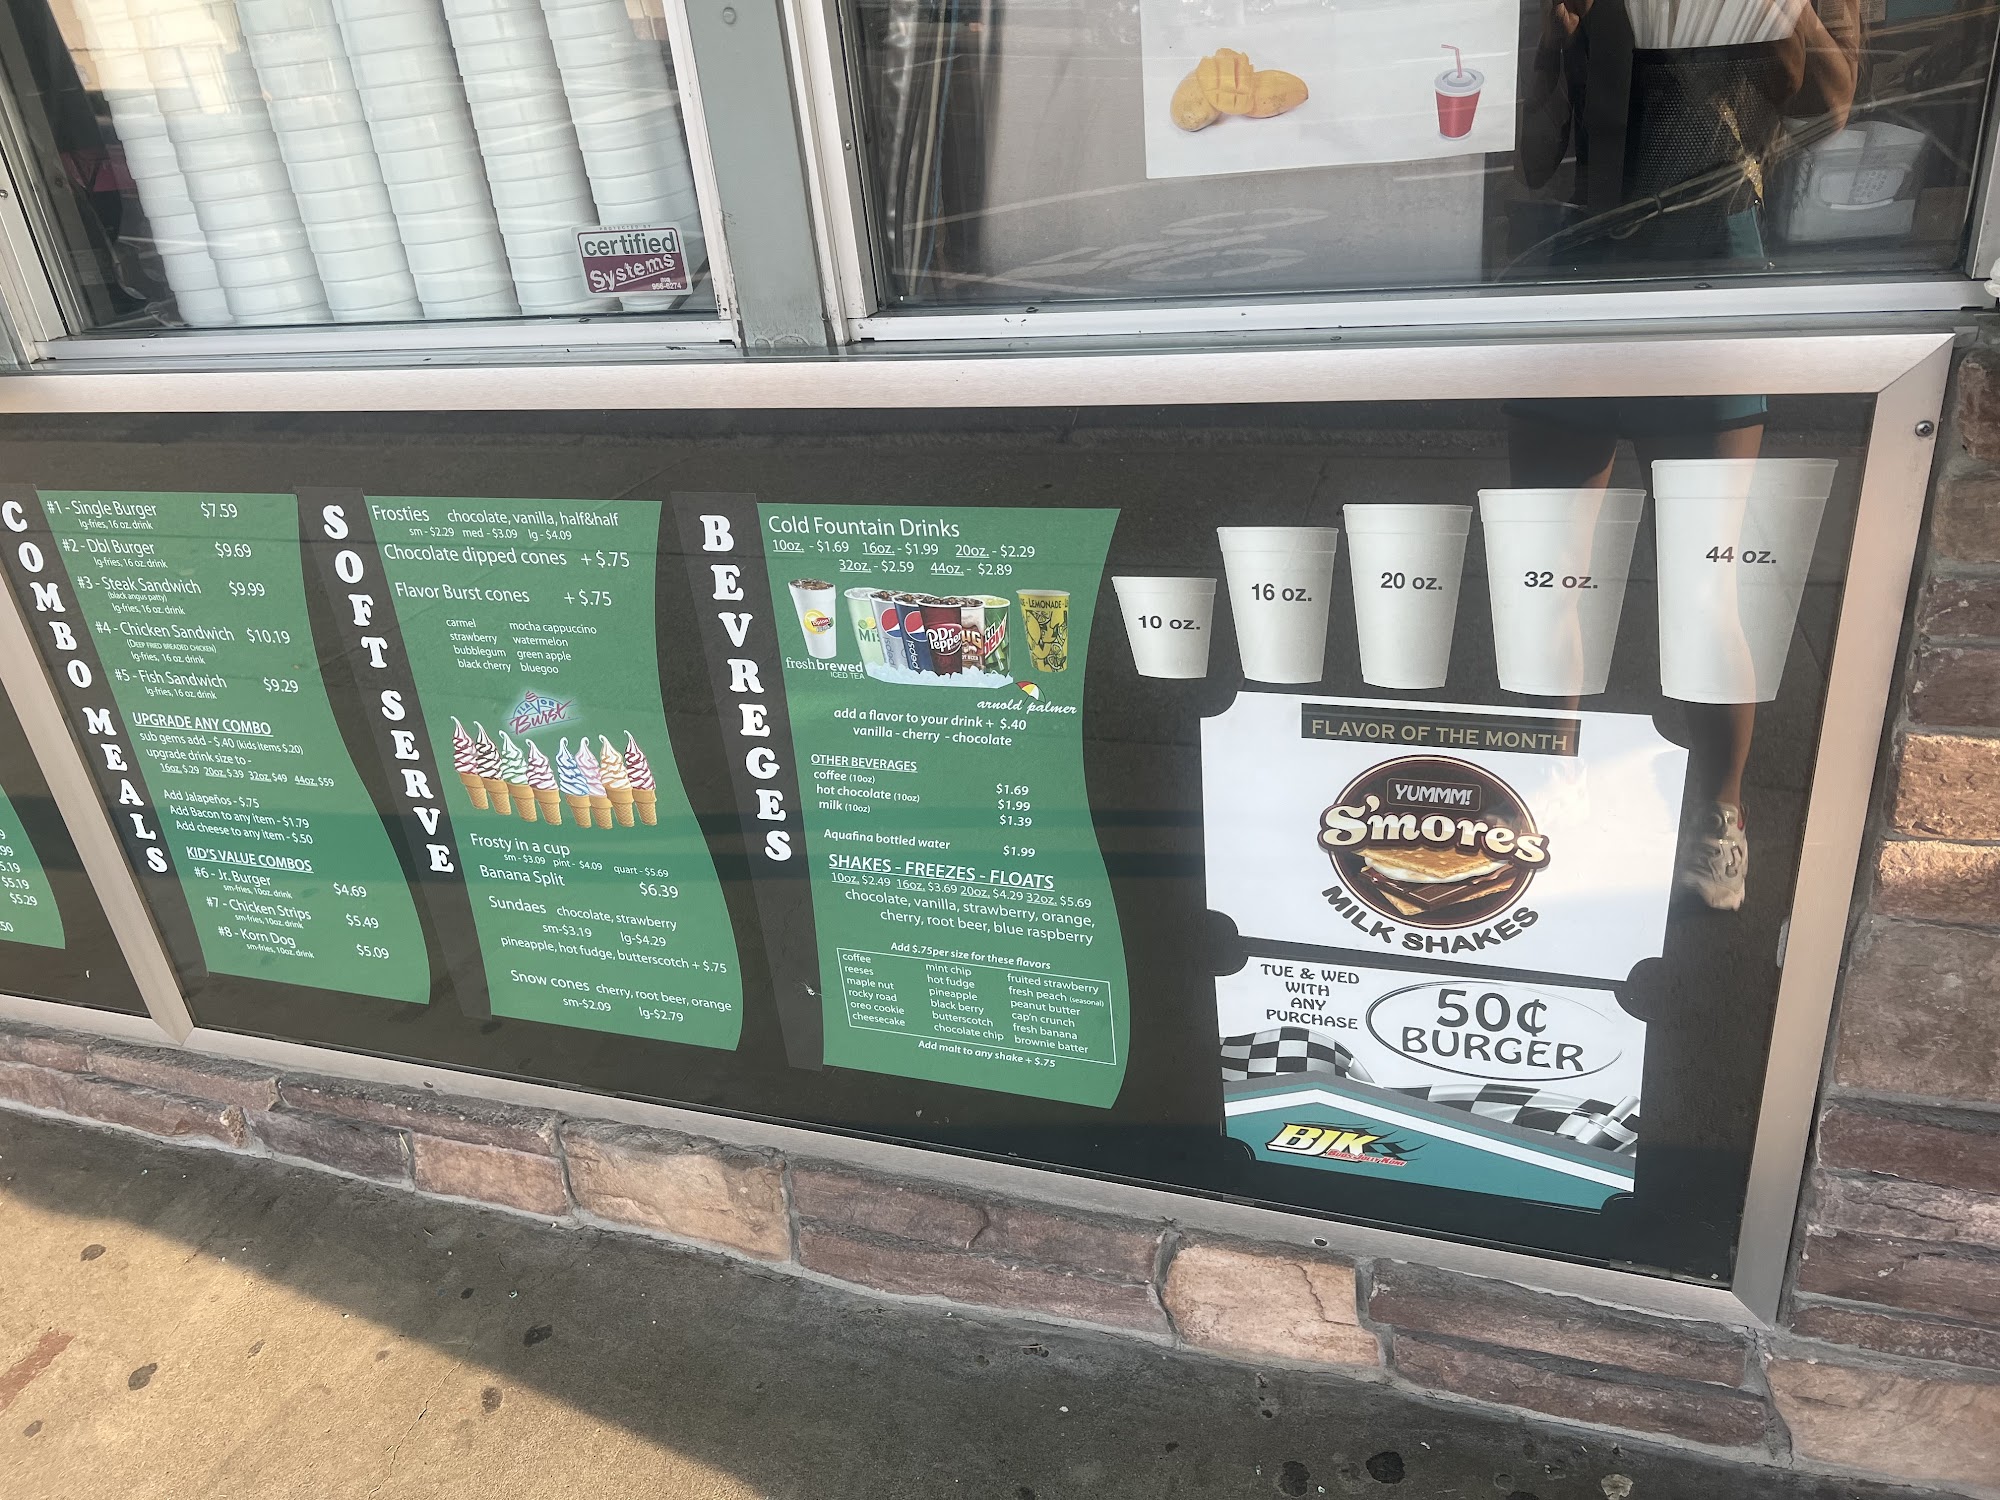 PROTECTED BY
certified
Systems
966-6274
COMBO MEALS
#1 - Single Burger $7.59
lg-fries, 16 oz. drink
#2 - Dbl Burger $9.69
lg-fries, 16 oz. drink
#3 - Steak Sandwich $9.99
(black angus patty)
lg-fries, 16 oz. drink
#4 - Chicken Sandwich $10.19
(DEEP FRIED BREADED CHICKEN)
lg-fries, 16 oz. drink
#5 - Fish Sandwich $9.29
lg-fries, 16 oz. drink
UPGRADE ANY COMBO
sub gems add - $.40 (kids items $.20)
upgrade drink size to -
16oz. $.29 20oz. $.39 32oz. $.49 44oz. $.59
Add Jalapeños - $.75
Add Bacon to any item - $1.79
Add cheese to any item - $.50
KID'S VALUE COMBOS
#6 - Jr. Burger $4.69
sm-fries, 10oz. drink
#7 - Chicken Strips $5.49
sm-fries, 10oz. drink
#8 - Korn Dog $5.09
sm-fries, 10oz. drink
$5.19
$5.29
SOFT SERVE
Frosties chocolate, vanilla, half&half
sm - $2.29 med - $3.09 lg - $4.09
Chocolate dipped cones + $.75
Flavor Burst cones + $.75
carmel mocha cappuccino
strawberry watermelon
bubblegum green apple
black cherry bluegoo
FLAVOR
Burst
Frosty in a cup
sm - $3.09 pint - $4.09 quart - $5.69
Banana Split $6.39
Sundaes chocolate, strawberry
sm-$3.19 lg-$4.29
pineapple, hot fudge, butterscotch + $.75
Snow cones cherry, root beer, orange
sm-$2.09 lg-$2.79
BEVREGES
Cold Fountain Drinks
10oz. - $1.69 16oz. - $1.99 20oz. - $2.29
32oz. - $2.59 44oz. - $2.89
LEMONADE
Dr Pepper
fresh brewed
ICED TEA
arnold palmer
add a flavor to your drink + $.40
vanilla - cherry - chocolate
OTHER BEVERAGES
coffee (10oz) $1.69
hot chocolate (10oz) $1.99
milk (10oz) $1.39
Aquafina bottled water $1.99
SHAKES - FREEZES - FLOATS
10oz. $2.49 16oz. $3.69 20oz. $4.29 32oz. $5.69
chocolate, vanilla, strawberry, orange,
cherry, root beer, blue raspberry
Add $.75per size for these flavors
coffee mint chip fruited strawberry
reeses hot fudge fresh peach (seasonal)
maple nut pineapple peanut butter
rocky road black berry cap'n crunch
oreo cookie butterscotch fresh banana
cheesecake chocolate chip brownie batter
Add malt to any shake + $.75
10 oz.
16 oz.
20 oz.
32 oz.
44 oz.
FLAVOR OF THE MONTH
YUMMM!
S'mores
MILK SHAKES
TUE & WED
WITH
ANY
PURCHASE
50¢
BURGER
BJK